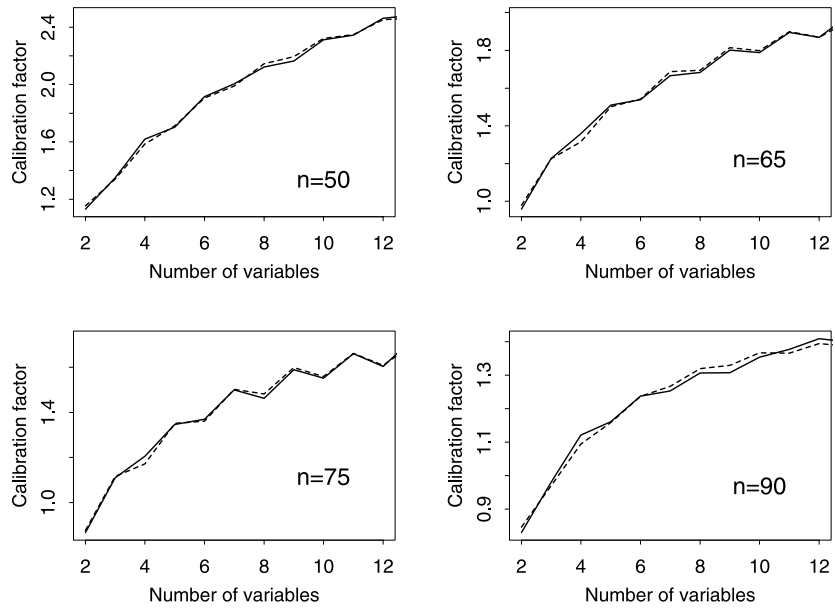 Calibration factor
2.4
2.0
1.6
1.2
n=50
2 4 6 8 10 12
Number of variables
Calibration factor
1.8
1.4
1.0
n=65
2 4 6 8 10 12
Number of variables
Calibration factor
1.4
1.0
n=75
2 4 6 8 10 12
Number of variables
Calibration factor
1.3
1.1
0.9
n=90
2 4 6 8 10 12
Number of variables